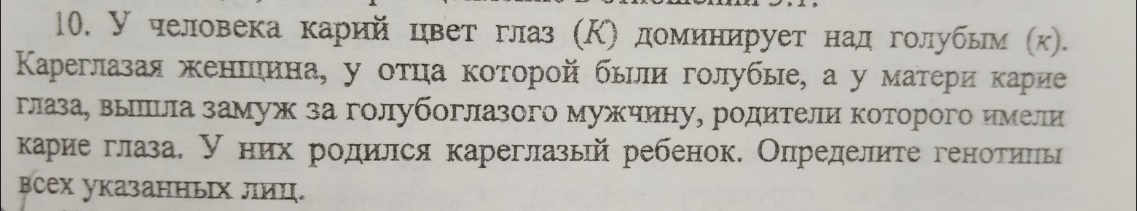 10. У человека карий цвет глаз (К) доминирует над голубым (к).
Кареглазая женщина, у отца которой были голубые, а у матери карие
глаза, вышла замуж за голубоглазого мужчину, родители которого имели
карие глаза. У них родился кареглазый ребенок. Определите генотипы
всех указанных лиц.